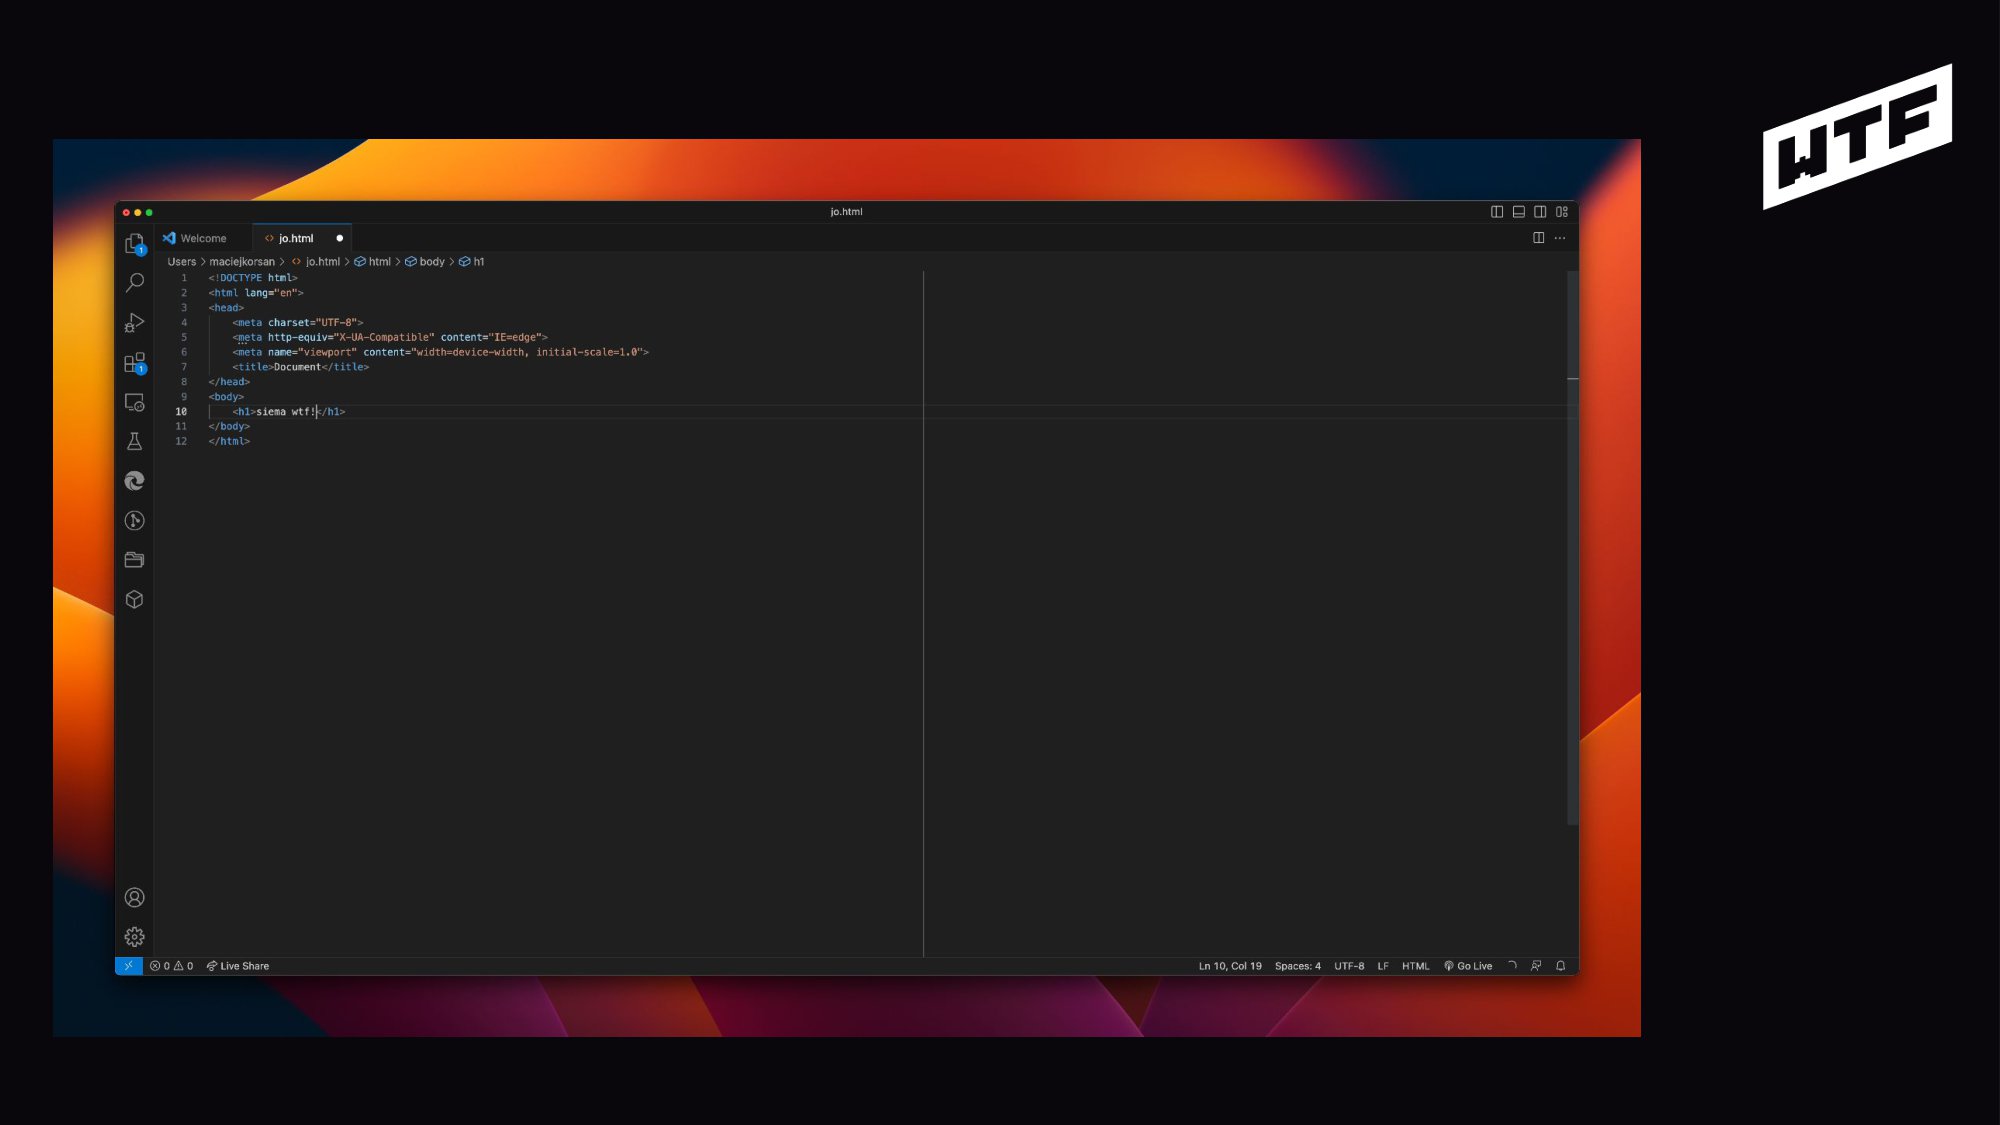 WTF
jo.html
Welcome
jo.html
Users > maciejkorsan > jo.html > html > body > h1
1 <!DOCTYPE html>
2 <html lang="en">
3 <head>
4 <meta charset="UTF-8">
5 <meta http-equiv="X-UA-Compatible" content="IE=edge">
6 <meta name="viewport" content="width=device-width, initial-scale=1.0">
7 <title>Document</title>
8 </head>
9 <body>
10 <h1>siema wtf!</h1>
11 </body>
12 </html>
1
1
0 0 Live Share
Ln 10, Col 19 Spaces: 4 UTF-8 LF HTML Go Live